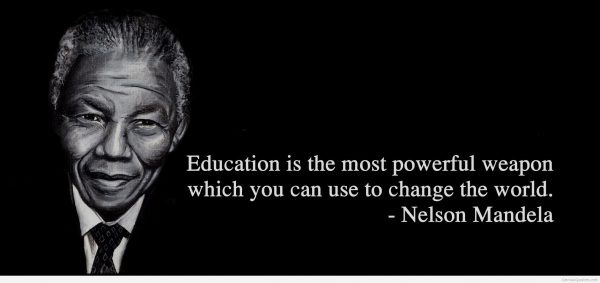 Education is the most powerful weapon
which you can use to change the world.
- Nelson Mandela